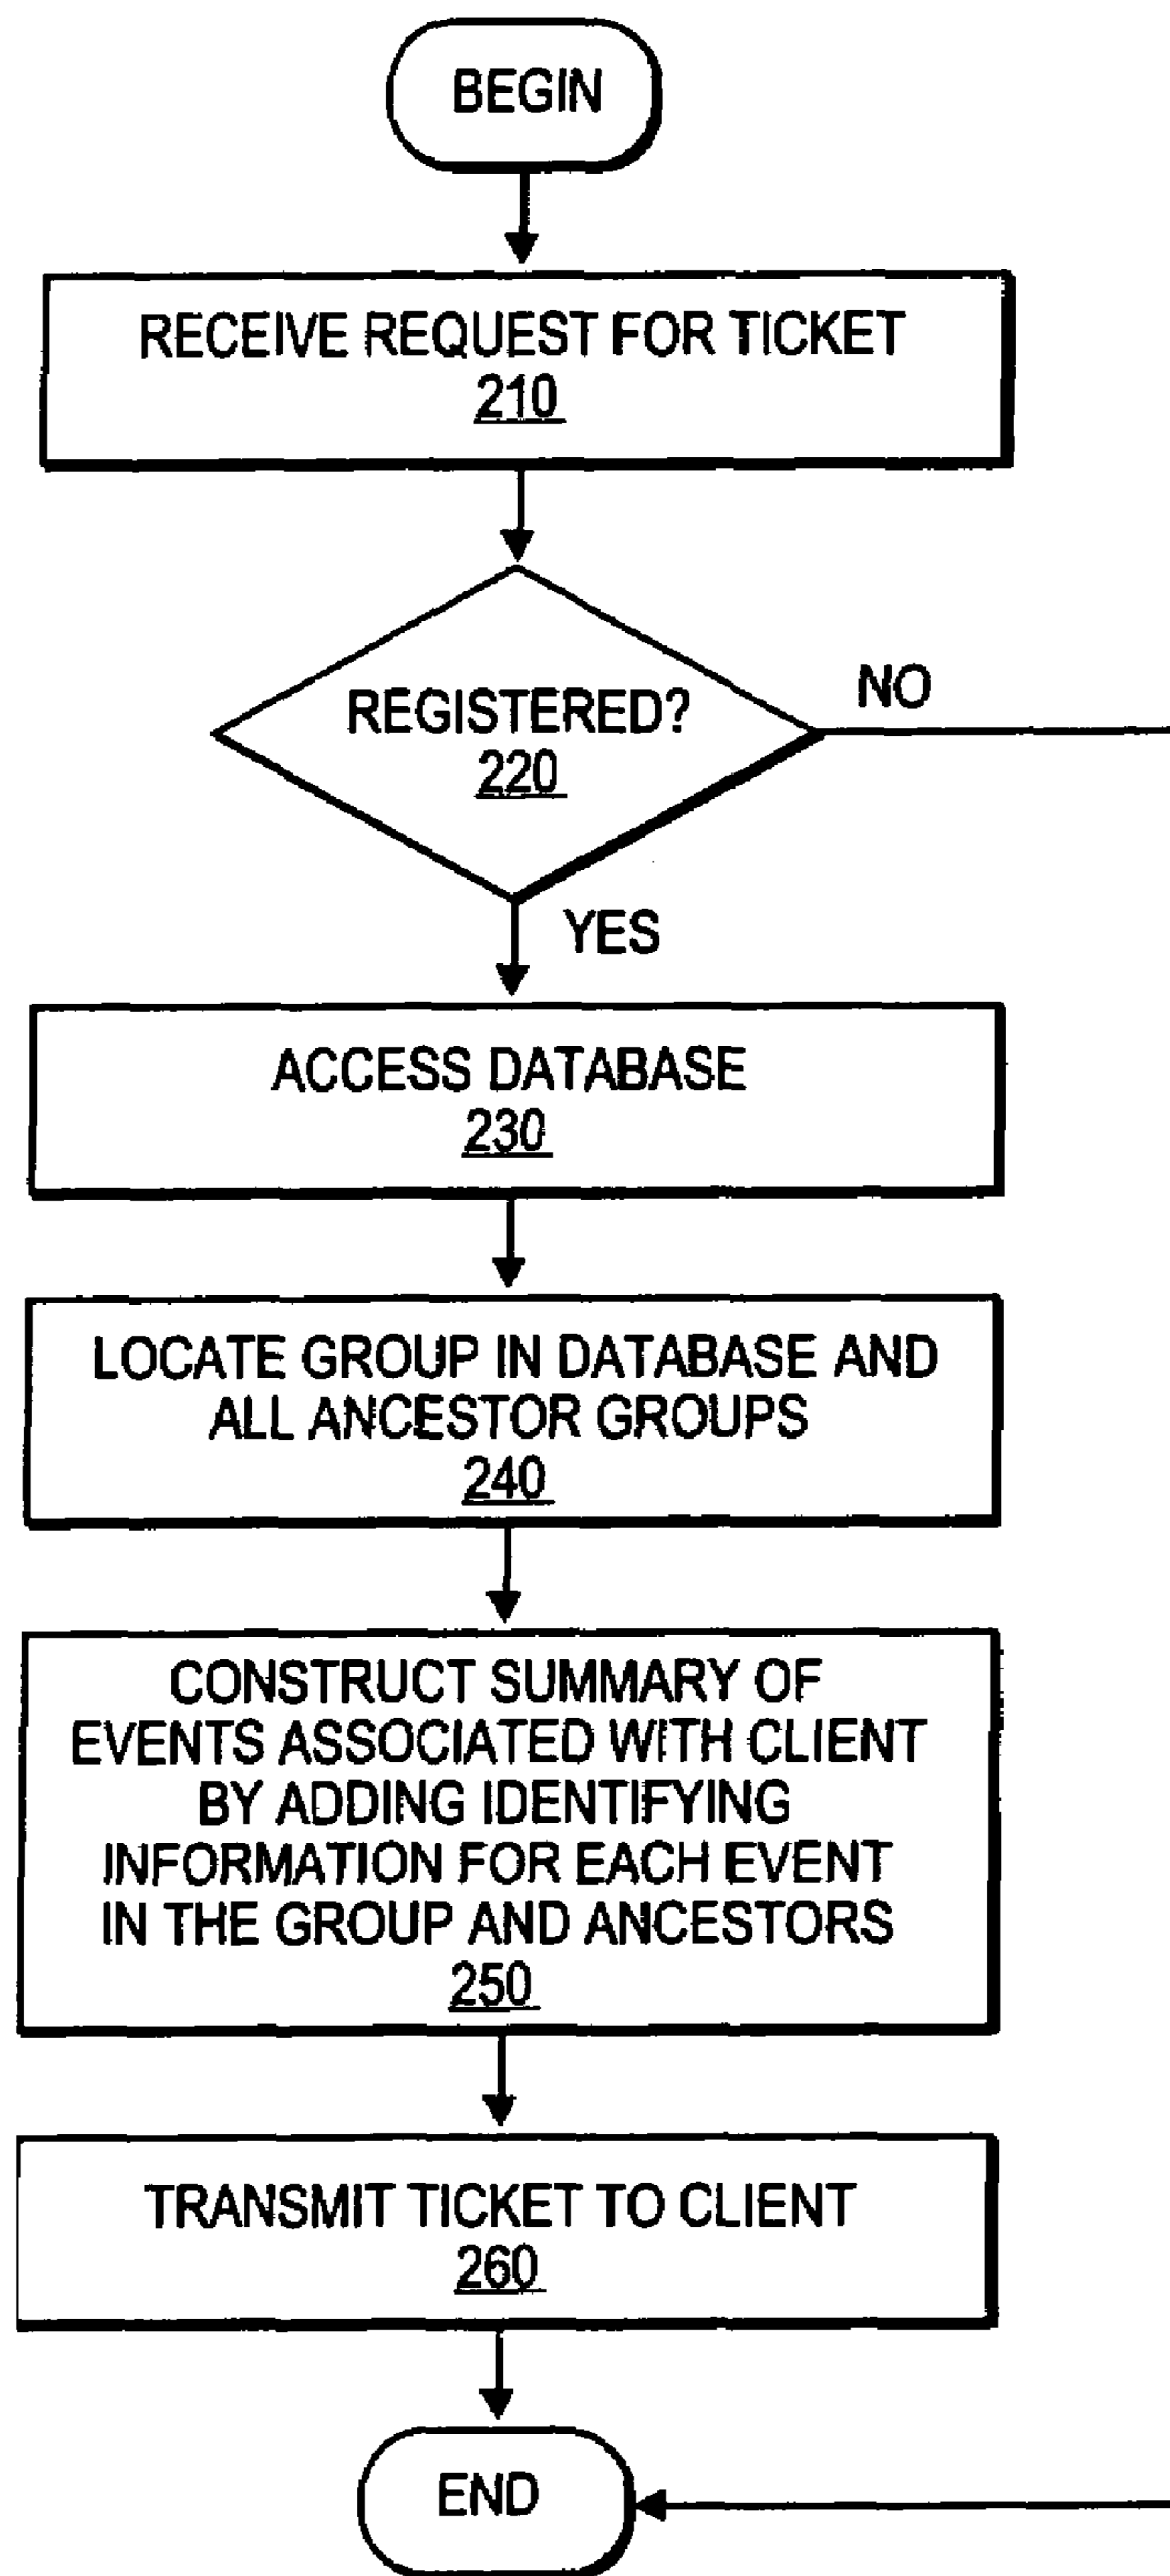 BEGIN
RECEIVE REQUEST FOR TICKET
210
REGISTERED?
220
NO
YES
ACCESS DATABASE
230
LOCATE GROUP IN DATABASE AND
ALL ANCESTOR GROUPS
240
CONSTRUCT SUMMARY OF
EVENTS ASSOCIATED WITH CLIENT
BY ADDING IDENTIFYING
INFORMATION FOR EACH EVENT
IN THE GROUP AND ANCESTORS
250
TRANSMIT TICKET TO CLIENT
260
END